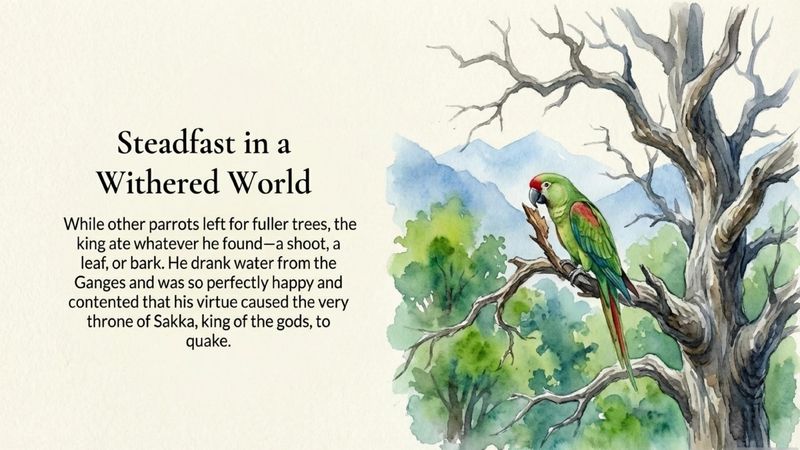 Steadfast in a
Withered World
While other parrots left for fuller trees, the
king ate whatever he found—a shoot, a
leaf, or bark. He drank water from the
Ganges and was so perfectly happy and
contented that his virtue caused the very
throne of Sakka, king of the gods, to
quake.